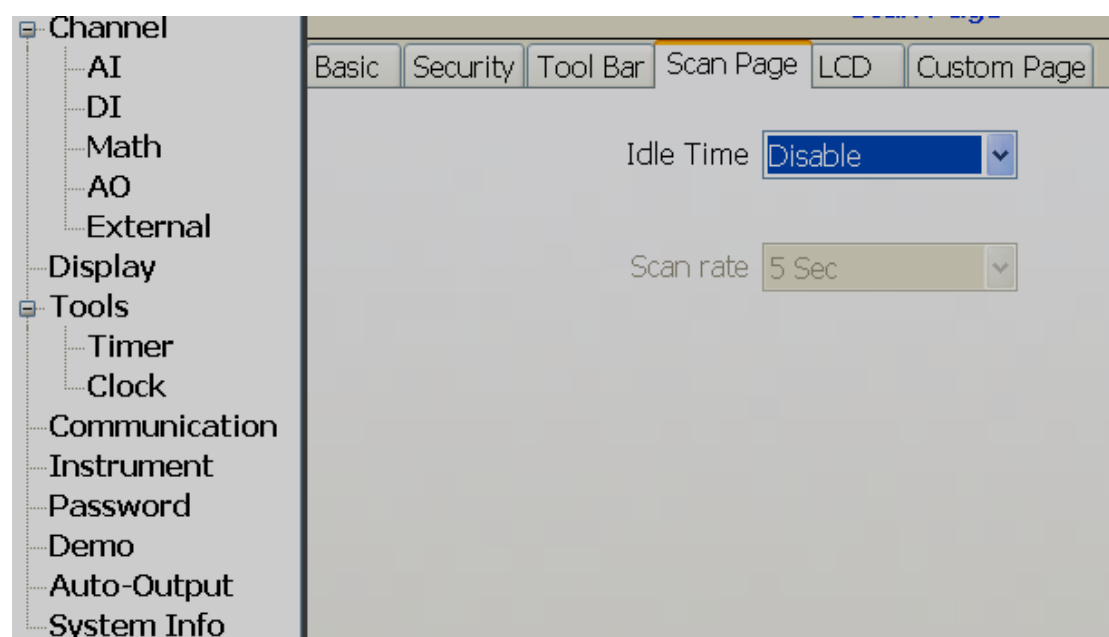 Channel
AI
DI
Math
AO
External
Display
Tools
Timer
Clock
Communication
Instrument
Password
Demo
Auto-Output
System Info
Basic Security Tool Bar Scan Page LCD Custom Page
Idle Time Disable
Scan rate 5 Sec